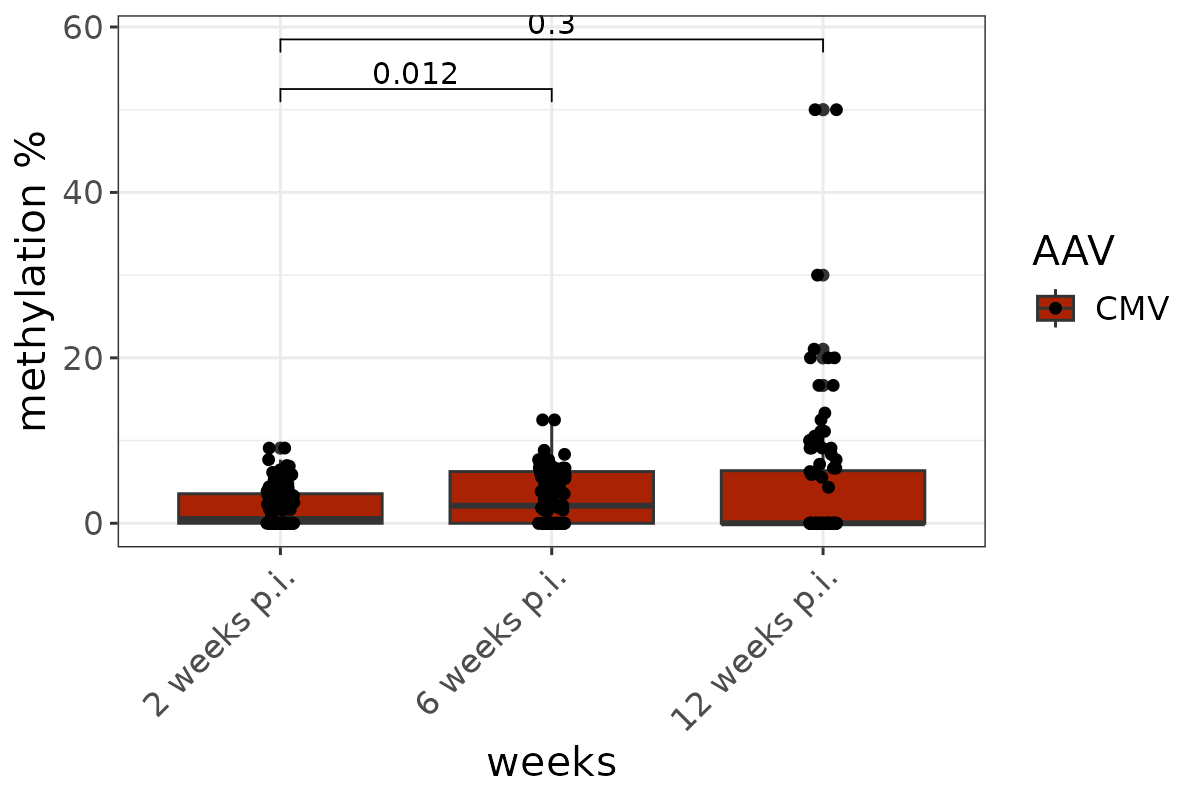 60
40
20
0
methylation %
0.3
0.012
2 weeks p.i.
6 weeks p.i.
12 weeks p.i.
weeks
AAV
CMV